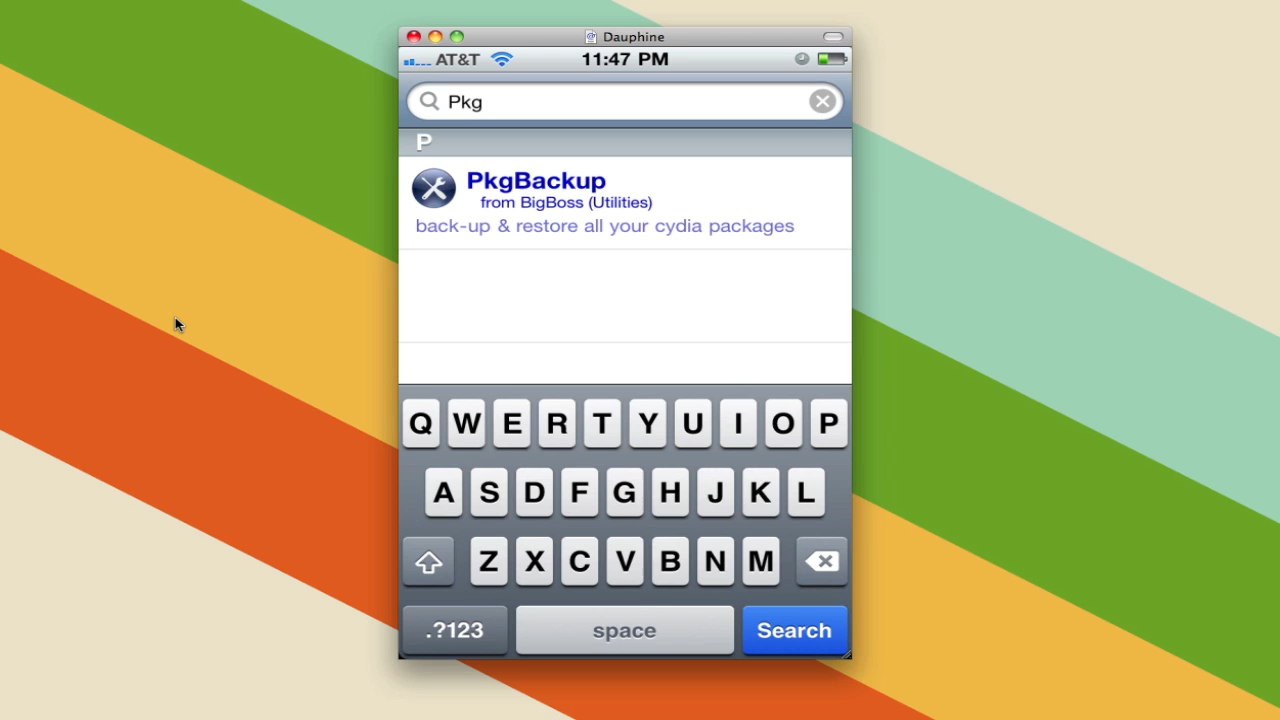 Dauphine
AT&T 11:47 PM
Pkg
P
PkgBackup
from BigBoss (Utilities)
back-up & restore all your cydia packages
Q W E R T Y U I O P
A S D F G H J K L
Z X C V B N M
.?123 space Search